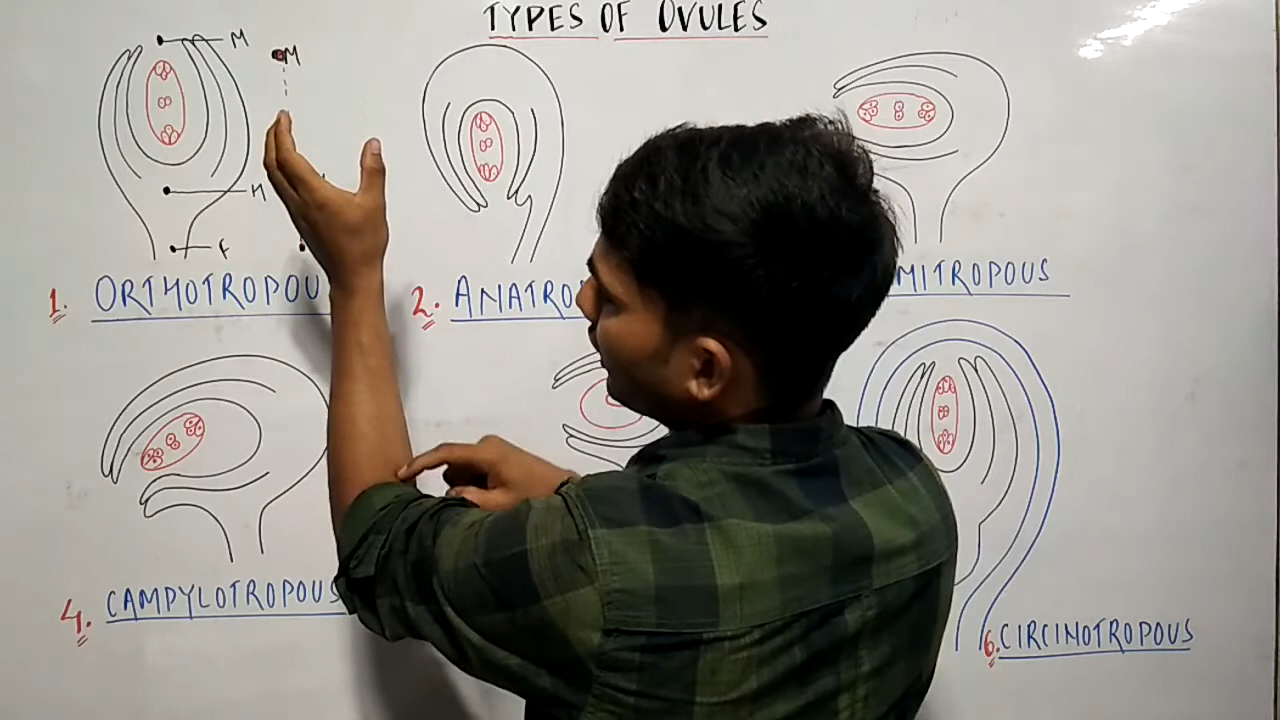 TYPES OF OVULES
M
M
H
F
1. ORTHOTROPOU
2. ANATRO
MITROPOUS
4. CAMPYLOTROPOUS
6. CIRCINOTROPOUS